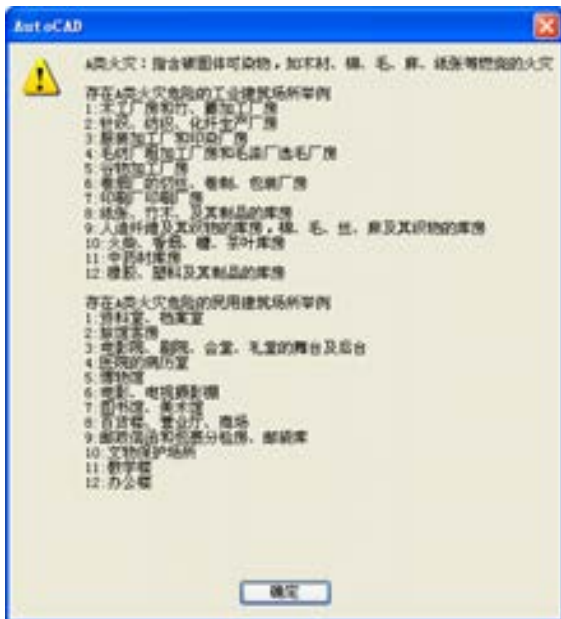 AutoCAD
A类火灾：指含碳固体可燃物，如木材、棉、毛、麻、纸张等燃烧的火灾
存在A类火灾危险的工业建筑场所举例
1:木工厂房和竹、藤加工厂房
2:针织、纺织、化纤生产厂房
3:服装加工厂和印染厂房
4:毛纺厂粗加工厂房和毛涤厂选毛厂房
5:谷物加工厂房
6:卷烟厂的切丝、卷制、包装厂房
7:印刷厂印刷厂房
8:纸张、竹木、及其制品的库房
9:人造纤维及其织物的库房，棉、毛、丝、麻及其织物的库房
10:火柴、香烟、糖、茶叶库房
11:中药材库房
12:橡胶、塑料及其制品的库房
存在A类火灾危险的民用建筑场所举例
1:资料室、档案室
2:旅馆客房
3:电影院、剧院、会堂、礼堂的舞台及后台
4:医院的病历室
5:博物馆
6:电影、电视摄影棚
7:图书馆、美术馆
8:百货楼、营业厅、商场
9:邮政信函和包裹分检房、邮袋库
10:文物保护场所
11:教学楼
12:办公楼
确定